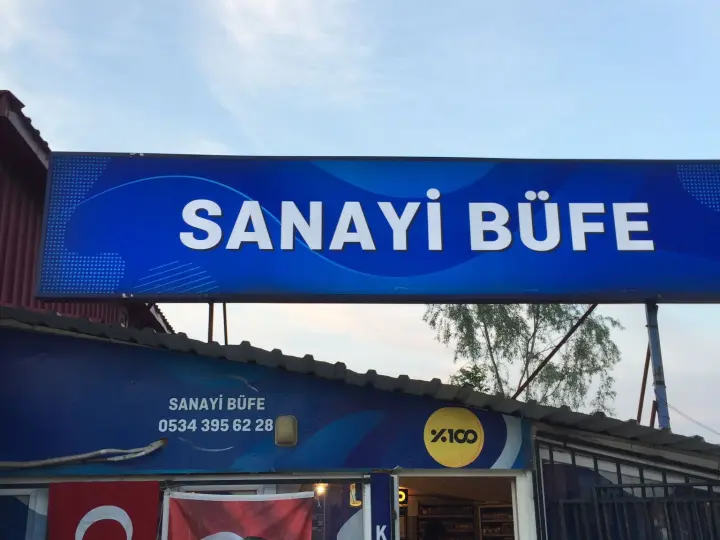 SANAYİ BÜFE
SANAYİ BÜFE
0534 395 62 28
%100
K